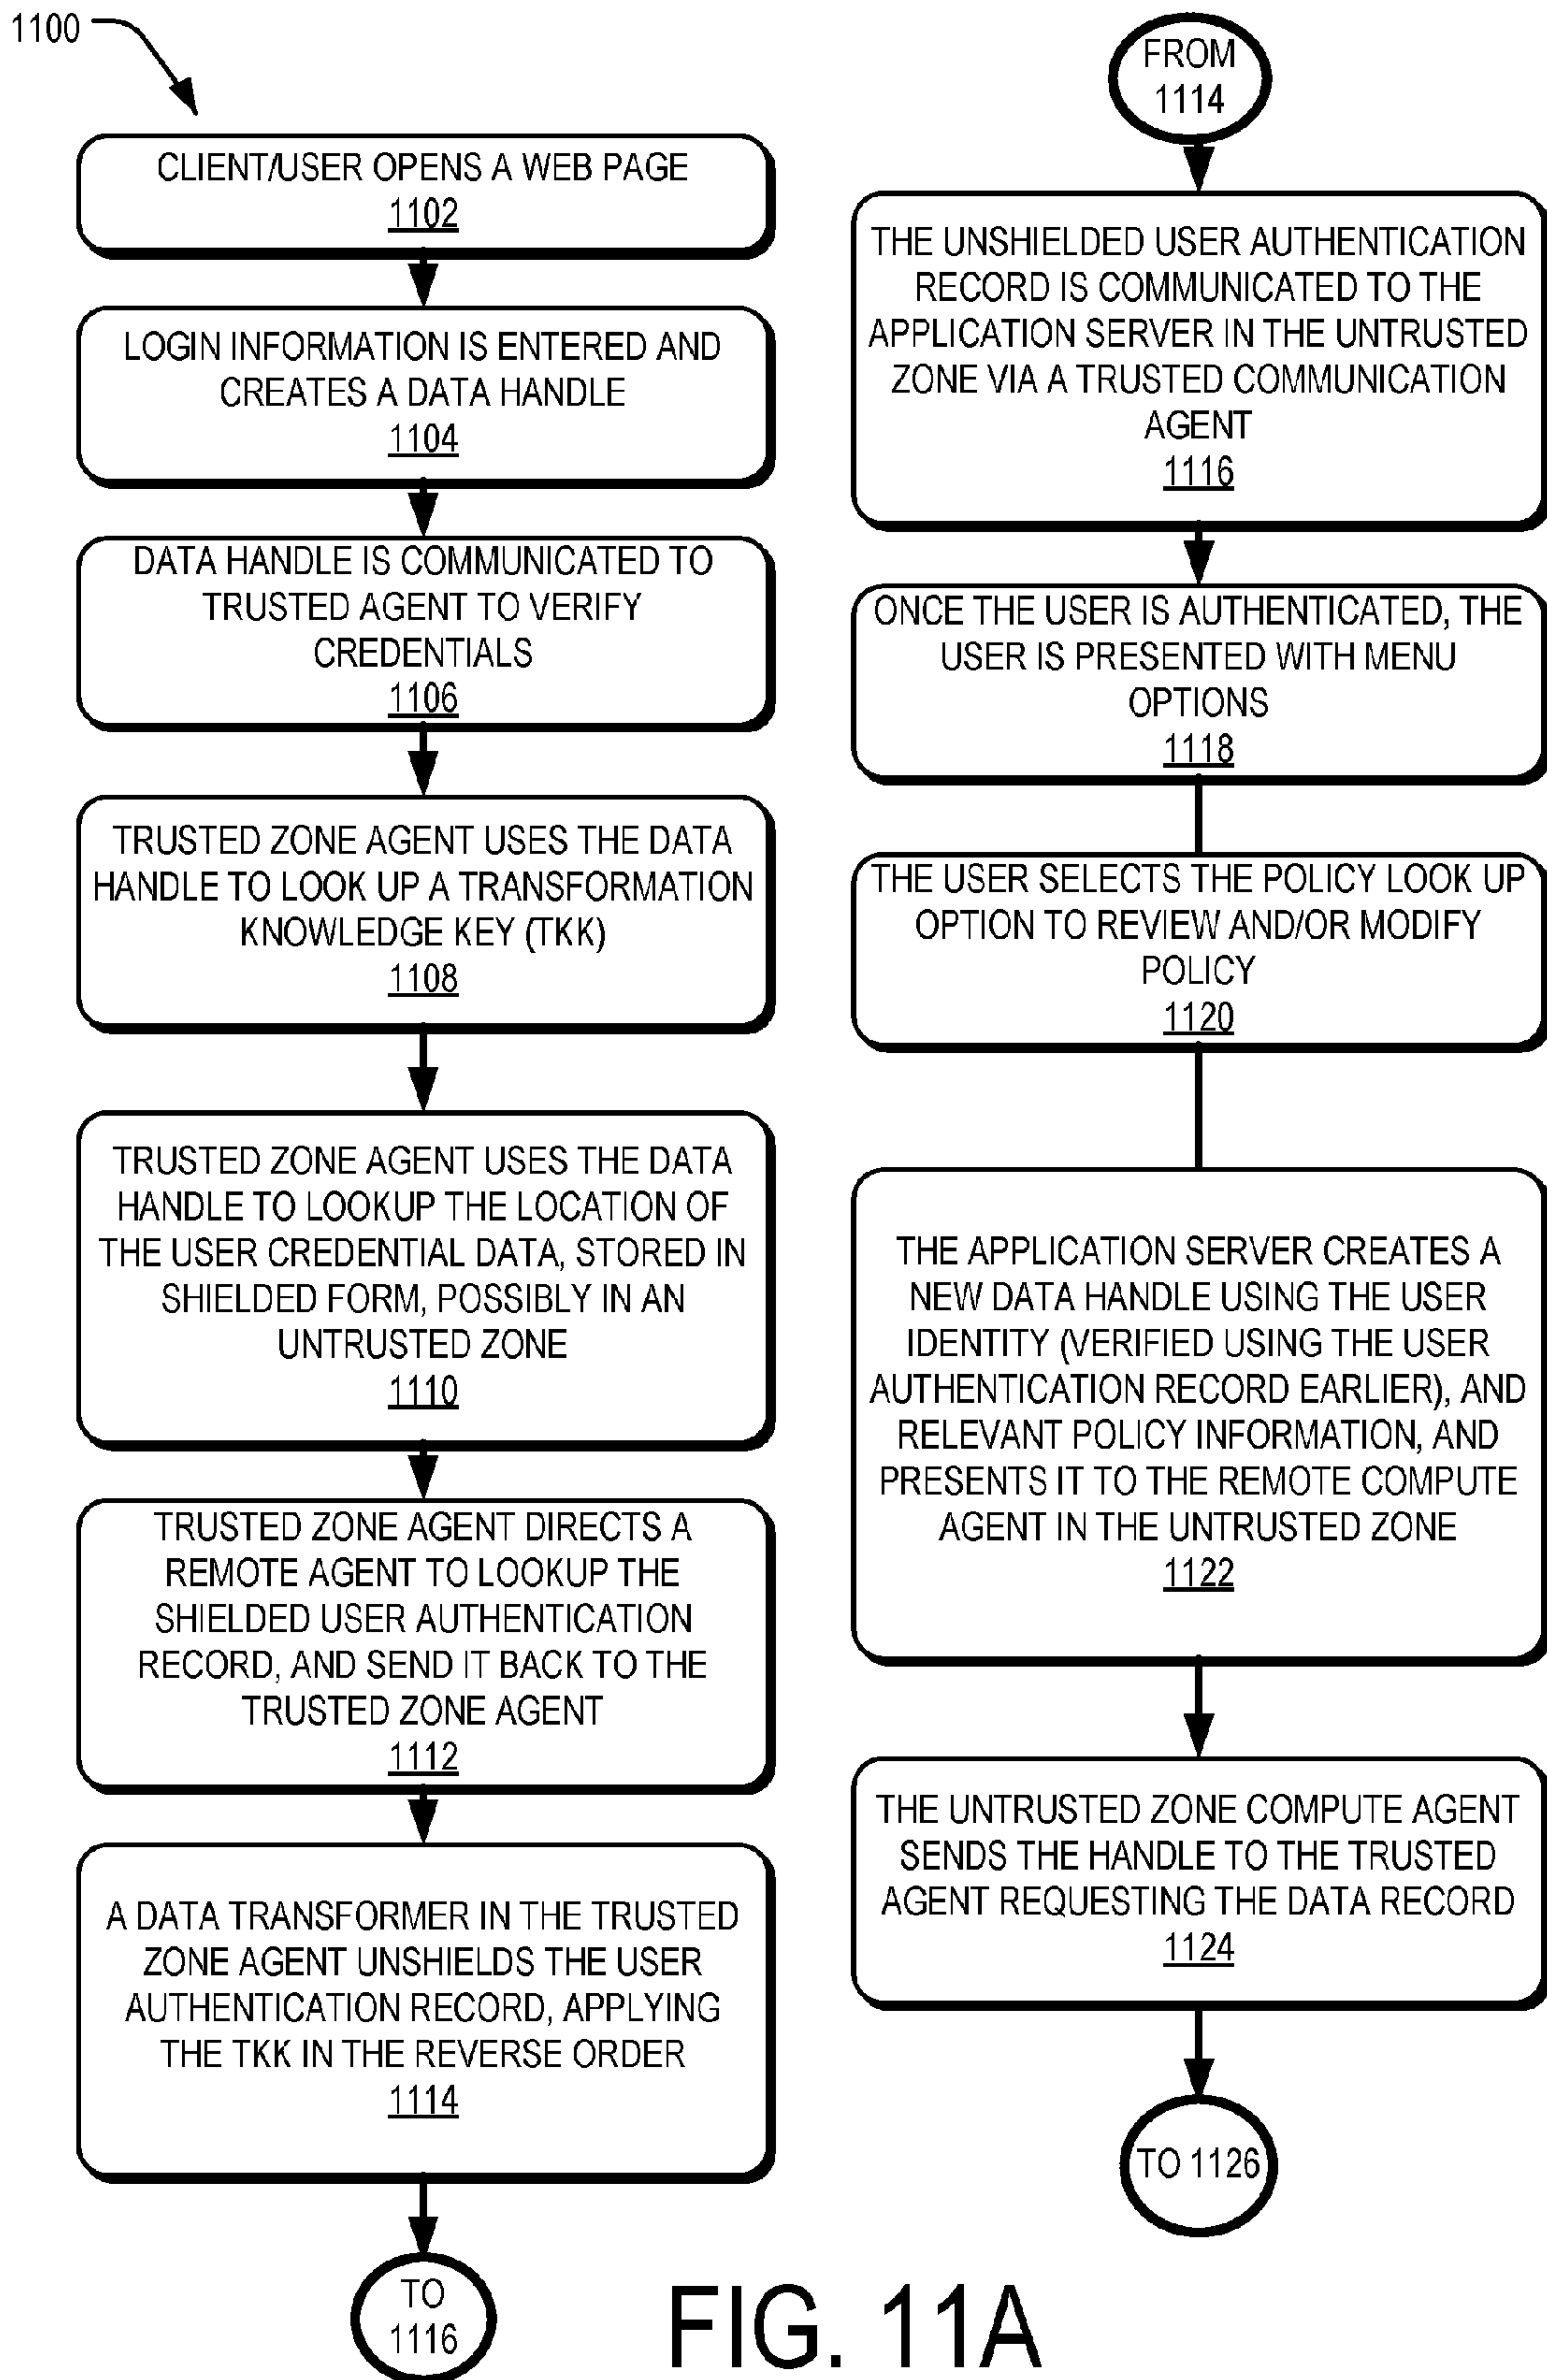 1100
CLIENT/USER OPENS A WEB PAGE
1102
LOGIN INFORMATION IS ENTERED AND
CREATES A DATA HANDLE
1104
DATA HANDLE IS COMMUNICATED TO
TRUSTED AGENT TO VERIFY
CREDENTIALS
1106
TRUSTED ZONE AGENT USES THE DATA
HANDLE TO LOOK UP A TRANSFORMATION
KNOWLEDGE KEY (TKK)
1108
TRUSTED ZONE AGENT USES THE DATA
HANDLE TO LOOKUP THE LOCATION OF
THE USER CREDENTIAL DATA, STORED IN
SHIELDED FORM, POSSIBLY IN AN
UNTRUSTED ZONE
1110
TRUSTED ZONE AGENT DIRECTS A
REMOTE AGENT TO LOOKUP THE
SHIELDED USER AUTHENTICATION
RECORD, AND SEND IT BACK TO THE
TRUSTED ZONE AGENT
1112
A DATA TRANSFORMER IN THE TRUSTED
ZONE AGENT UNSHIELDS THE USER
AUTHENTICATION RECORD, APPLYING
THE TKK IN THE REVERSE ORDER
1114
TO
1116
FROM
1114
THE UNSHIELDED USER AUTHENTICATION
RECORD IS COMMUNICATED TO THE
APPLICATION SERVER IN THE UNTRUSTED
ZONE VIA A TRUSTED COMMUNICATION
AGENT
1116
ONCE THE USER IS AUTHENTICATED, THE
USER IS PRESENTED WITH MENU
OPTIONS
1118
THE USER SELECTS THE POLICY LOOK UP
OPTION TO REVIEW AND/OR MODIFY
POLICY
1120
THE APPLICATION SERVER CREATES A
NEW DATA HANDLE USING THE USER
IDENTITY (VERIFIED USING THE USER
AUTHENTICATION RECORD EARLIER), AND
RELEVANT POLICY INFORMATION, AND
PRESENTS IT TO THE REMOTE COMPUTE
AGENT IN THE UNTRUSTED ZONE
1122
THE UNTRUSTED ZONE COMPUTE AGENT
SENDS THE HANDLE TO THE TRUSTED
AGENT REQUESTING THE DATA RECORD
1124
TO 1126
FIG. 11A